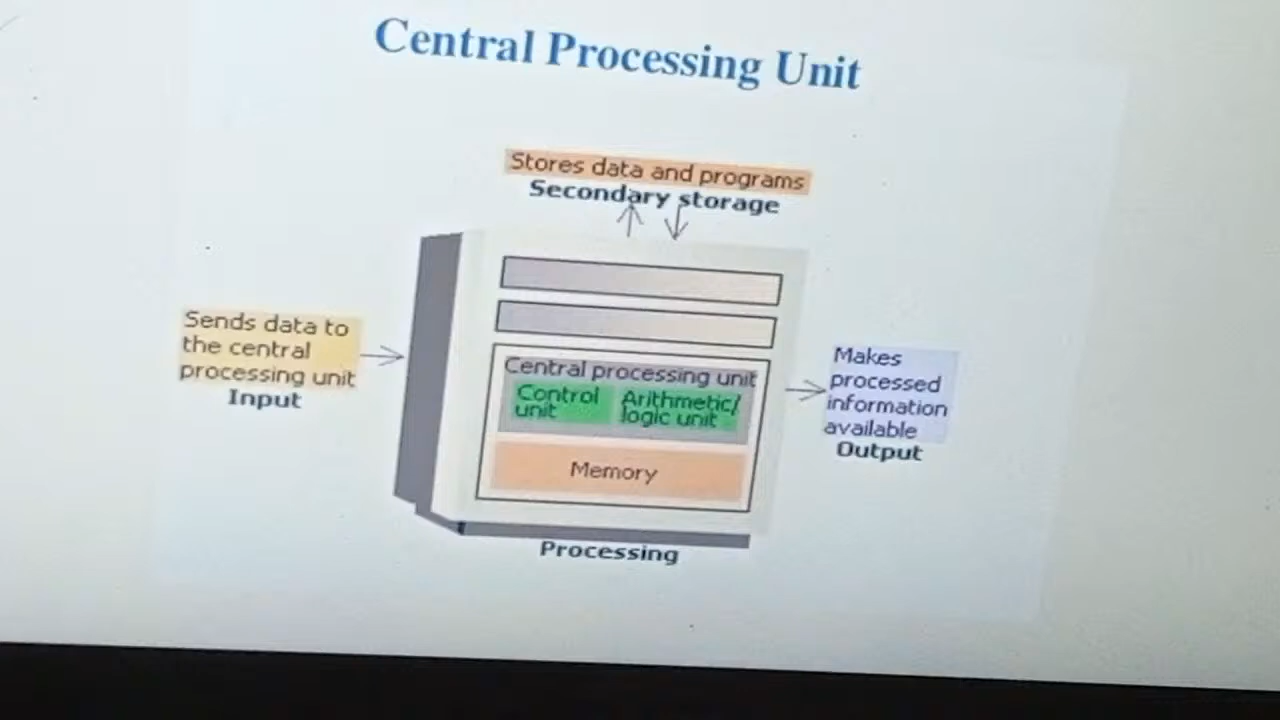 Central Processing Unit
Stores data and programs
Secondary storage
Sends data to
the central
processing unit
Input
Central processing unit
Control
unit
Arithmetic/
logic unit
Memory
Processing
Makes
processed
information
available
Output